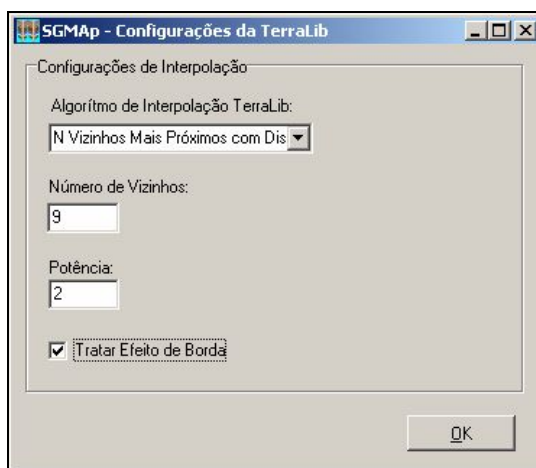 SGMAp - Configurações da TerraLib
Configurações de Interpolação
Algorítmo de Interpolação TerraLib:
N Vizinhos Mais Próximos com Dis
Número de Vizinhos:
9
Potência:
2
Tratar Efeito de Borda
OK